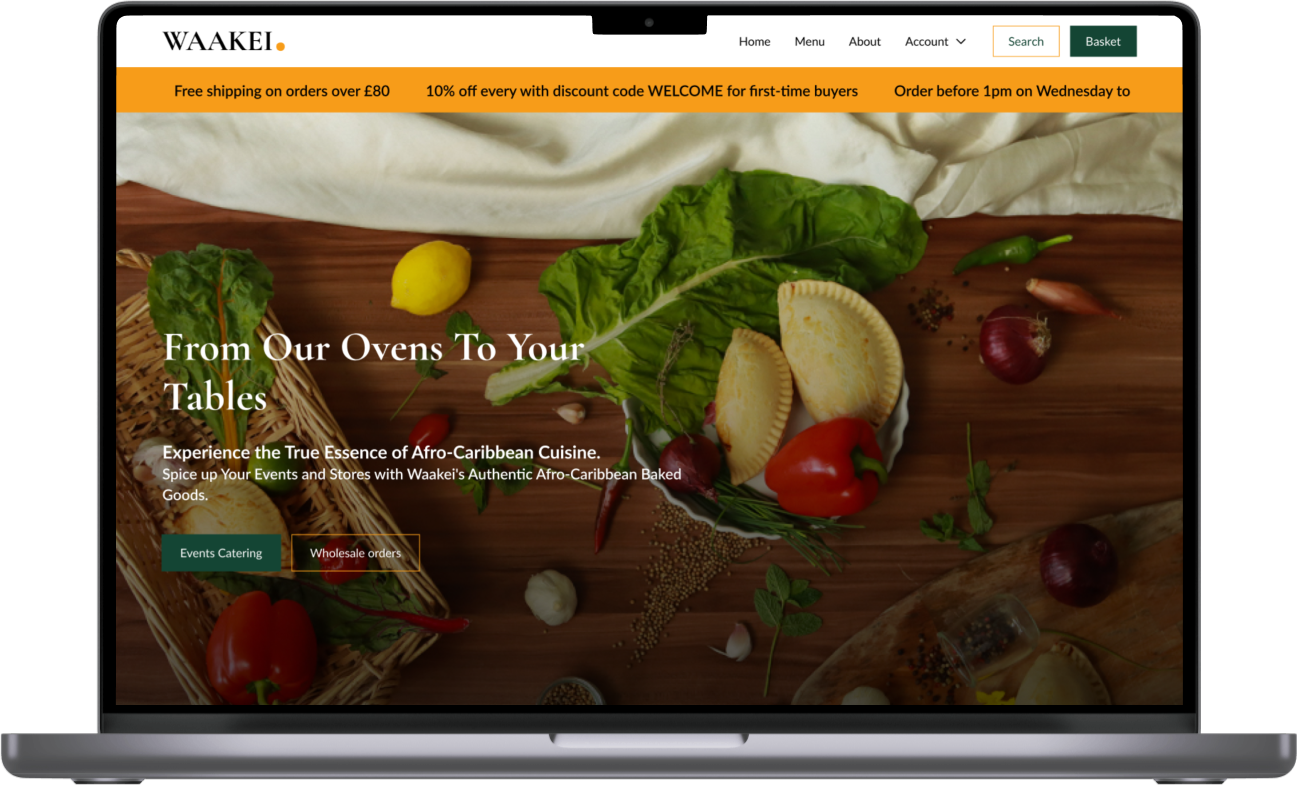 WAAKEI
Home Menu About Account Search Basket
Free shipping on orders over £80 10% off every with discount code WELCOME for first-time buyers Order before 1pm on Wednesday to
From Our Ovens To Your
Tables
Experience the True Essence of Afro-Caribbean Cuisine.
Spice up Your Events and Stores with Waakei's Authentic Afro-Caribbean Baked
Goods.
Events Catering Wholesale orders